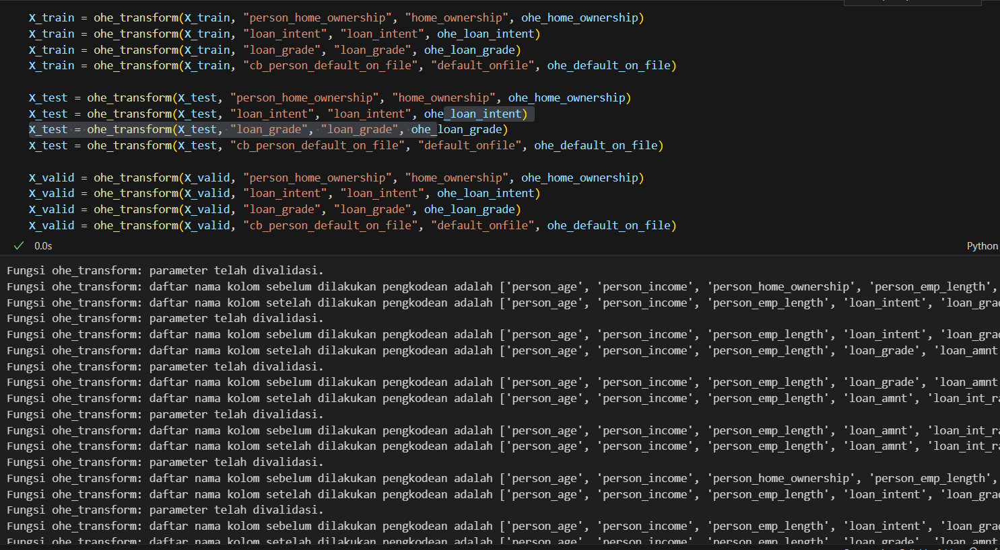 X_train = ohe_transform(X_train, "person_home_ownership", "home_ownership", ohe_home_ownership)
X_train = ohe_transform(X_train, "loan_intent", "loan_intent", ohe_loan_intent)
X_train = ohe_transform(X_train, "loan_grade", "loan_grade", ohe_loan_grade)
X_train = ohe_transform(X_train, "cb_person_default_on_file", "default_onfile", ohe_default_on_file)
X_test = ohe_transform(X_test, "person_home_ownership", "home_ownership", ohe_home_ownership)
X_test = ohe_transform(X_test, "loan_intent", "loan_intent", ohe_loan_intent)
X_test = ohe_transform(X_test, "loan_grade", "loan_grade", ohe_loan_grade)
X_test = ohe_transform(X_test, "cb_person_default_on_file", "default_onfile", ohe_default_on_file)
X_valid = ohe_transform(X_valid, "person_home_ownership", "home_ownership", ohe_home_ownership)
X_valid = ohe_transform(X_valid, "loan_intent", "loan_intent", ohe_loan_intent)
X_valid = ohe_transform(X_valid, "loan_grade", "loan_grade", ohe_loan_grade)
X_valid = ohe_transform(X_valid, "cb_person_default_on_file", "default_onfile", ohe_default_on_file)
0.0s
Python
Fungsi ohe_transform: parameter telah divalidasi.
Fungsi ohe_transform: daftar nama kolom sebelum dilakukan pengkodean adalah ['person_age', 'person_income', 'person_home_ownership', 'person_emp_length',
Fungsi ohe_transform: daftar nama kolom setelah dilakukan pengkodean adalah ['person_age', 'person_income', 'person_emp_length', 'loan_intent', 'loan_gra
Fungsi ohe_transform: parameter telah divalidasi.
Fungsi ohe_transform: daftar nama kolom sebelum dilakukan pengkodean adalah ['person_age', 'person_income', 'person_emp_length', 'loan_intent', 'loan_gra
Fungsi ohe_transform: daftar nama kolom setelah dilakukan pengkodean adalah ['person_age', 'person_income', 'person_emp_length', 'loan_grade', 'loan_amnt
Fungsi ohe_transform: parameter telah divalidasi.
Fungsi ohe_transform: daftar nama kolom sebelum dilakukan pengkodean adalah ['person_age', 'person_income', 'person_emp_length', 'loan_grade', 'loan_amnt
Fungsi ohe_transform: daftar nama kolom setelah dilakukan pengkodean adalah ['person_age', 'person_income', 'person_emp_length', 'loan_amnt', 'loan_int_ra
Fungsi ohe_transform: parameter telah divalidasi.
Fungsi ohe_transform: daftar nama kolom sebelum dilakukan pengkodean adalah ['person_age', 'person_income', 'person_emp_length', 'loan_amnt', 'loan_int_ra
Fungsi ohe_transform: daftar nama kolom setelah dilakukan pengkodean adalah ['person_age', 'person_income', 'person_emp_length', 'loan_amnt', 'loan_int_ra
Fungsi ohe_transform: parameter telah divalidasi.
Fungsi ohe_transform: daftar nama kolom sebelum dilakukan pengkodean adalah ['person_age', 'person_income', 'person_home_ownership', 'person_emp_length',
Fungsi ohe_transform: daftar nama kolom setelah dilakukan pengkodean adalah ['person_age', 'person_income', 'person_emp_length', 'loan_intent', 'loan_gra
Fungsi ohe_transform: parameter telah divalidasi.
Fungsi ohe_transform: daftar nama kolom sebelum dilakukan pengkodean adalah ['person_age', 'person_income', 'person_emp_length', 'loan_intent', 'loan_gra
Fungsi ohe_transform: daftar nama kolom setelah dilakukan pengkodean adalah ['person_age', 'person_income', 'person_emp_length', 'loan_grade', 'loan_amnt